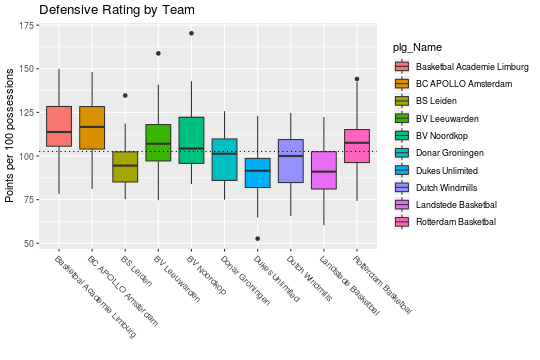 Defensive Rating by Team
Points per 100 possessions
175
150
125
100
75
50
Basketbal Academie Limburg
BC APOLLO Amsterdam
BS Leiden
BV Leeuwarden
BV Noordkop
Donar Groningen
Dukes Unlimited
Dutch Windmills
Landstede Basketbal
Rotterdam Basketbal
plg_Name
Basketbal Academie Limburg
BC APOLLO Amsterdam
BS Leiden
BV Leeuwarden
BV Noordkop
Donar Groningen
Dukes Unlimited
Dutch Windmills
Landstede Basketbal
Rotterdam Basketbal